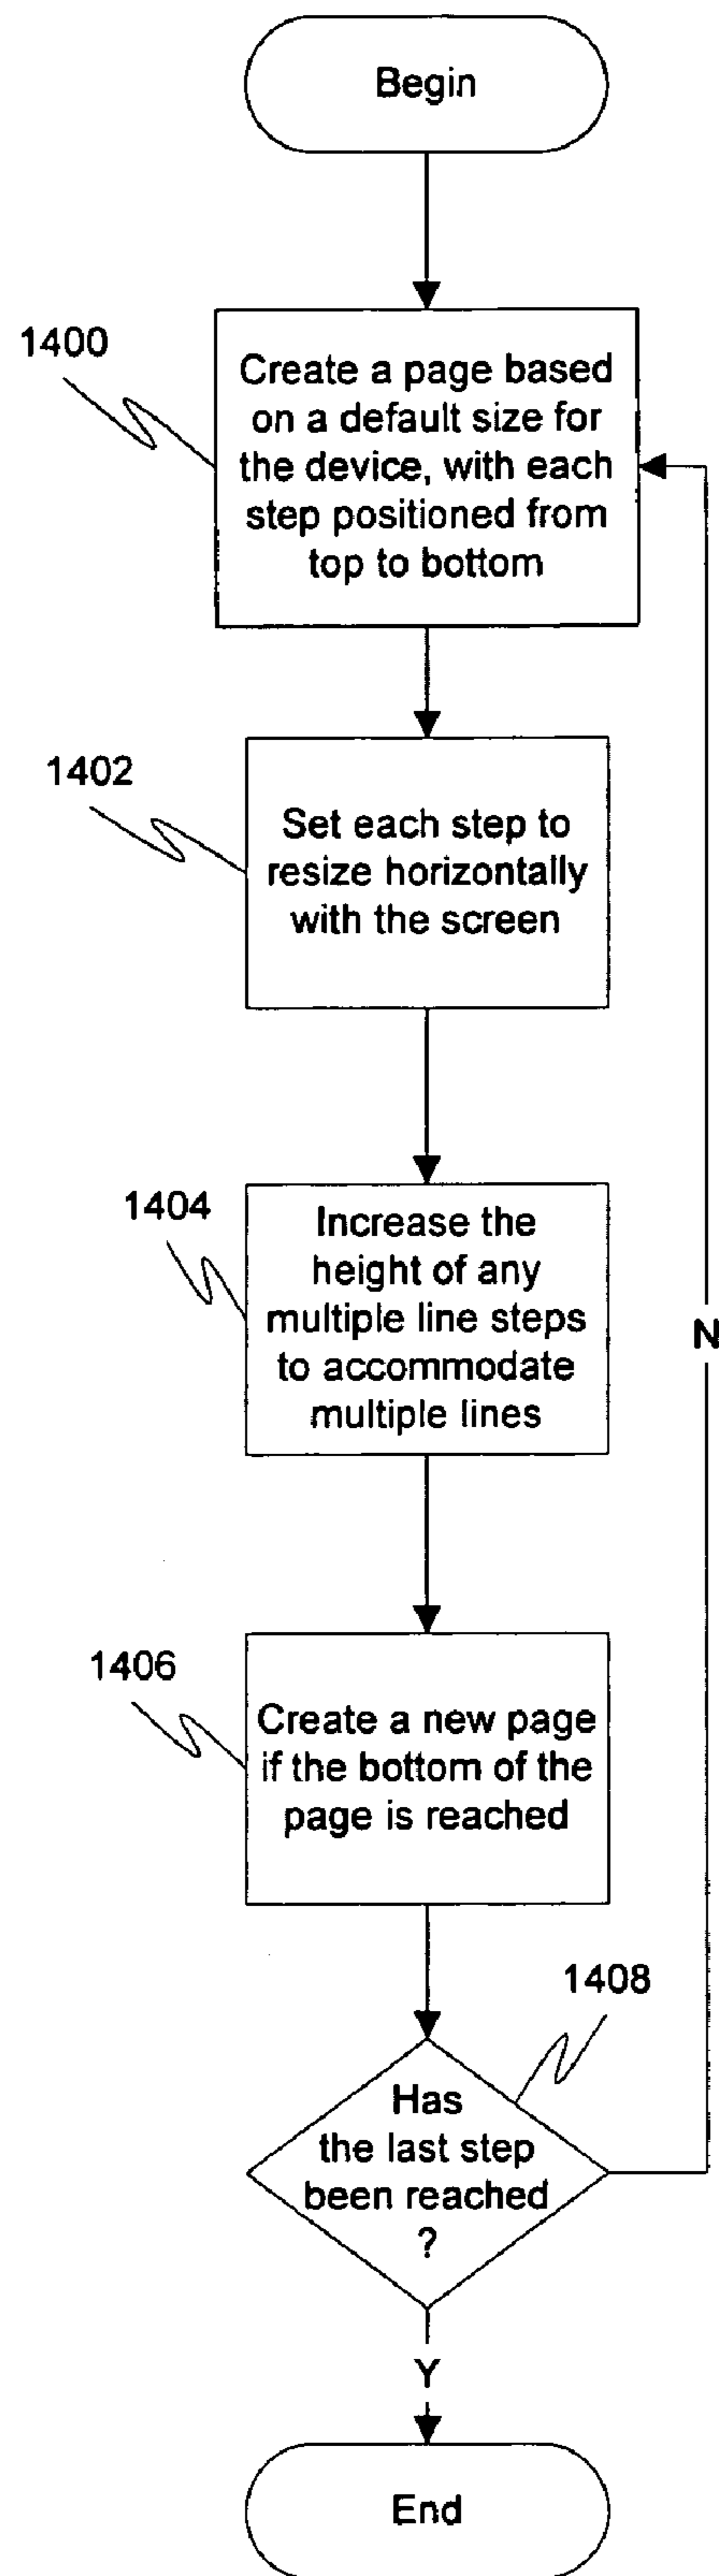 Begin
1400
Create a page based
on a default size for
the device, with each
step positioned from
top to bottom
1402
Set each step to
resize horizontally
with the screen
1404
Increase the
height of any
multiple line steps
to accommodate
multiple lines
N
1406
Create a new page
if the bottom of the
page is reached
1408
Has
the last step
been reached
?
Y
End